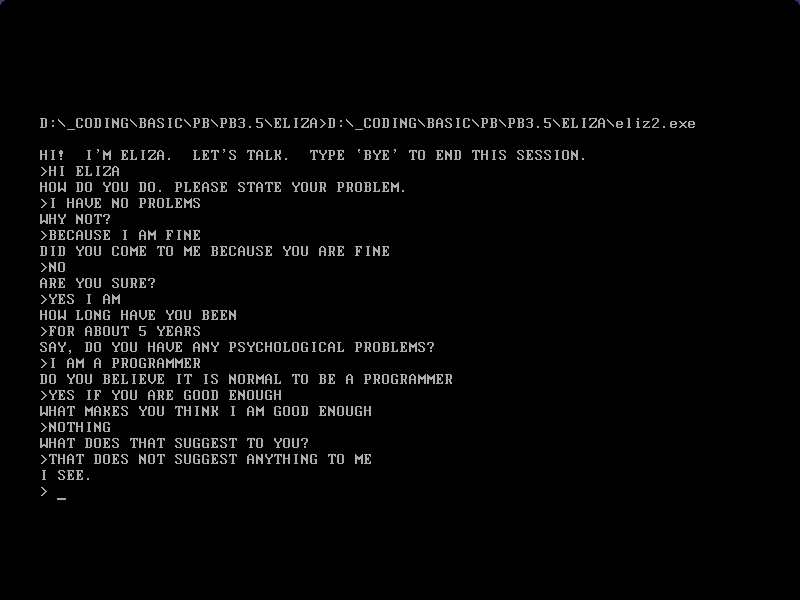 D:\_CODING\BASIC\PB\PB3.5\ELIZA>D:\_CODING\BASIC\PB\PB3.5\ELIZA\eliz2.exe
HI!  I'M ELIZA.  LET'S TALK.  TYPE 'BYE' TO END THIS SESSION.
>HI ELIZA
HOW DO YOU DO. PLEASE STATE YOUR PROBLEM.
>I HAVE NO PROLEMS
WHY NOT?
>BECAUSE I AM FINE
DID YOU COME TO ME BECAUSE YOU ARE FINE
>NO
ARE YOU SURE?
>YES I AM
HOW LONG HAVE YOU BEEN
>FOR ABOUT 5 YEARS
SAY, DO YOU HAVE ANY PSYCHOLOGICAL PROBLEMS?
>I AM A PROGRAMMER
DO YOU BELIEVE IT IS NORMAL TO BE A PROGRAMMER
>YES IF YOU ARE GOOD ENOUGH
WHAT MAKES YOU THINK I AM GOOD ENOUGH
>NOTHING
WHAT DOES THAT SUGGEST TO YOU?
>THAT DOES NOT SUGGEST ANYTHING TO ME
I SEE.
> _